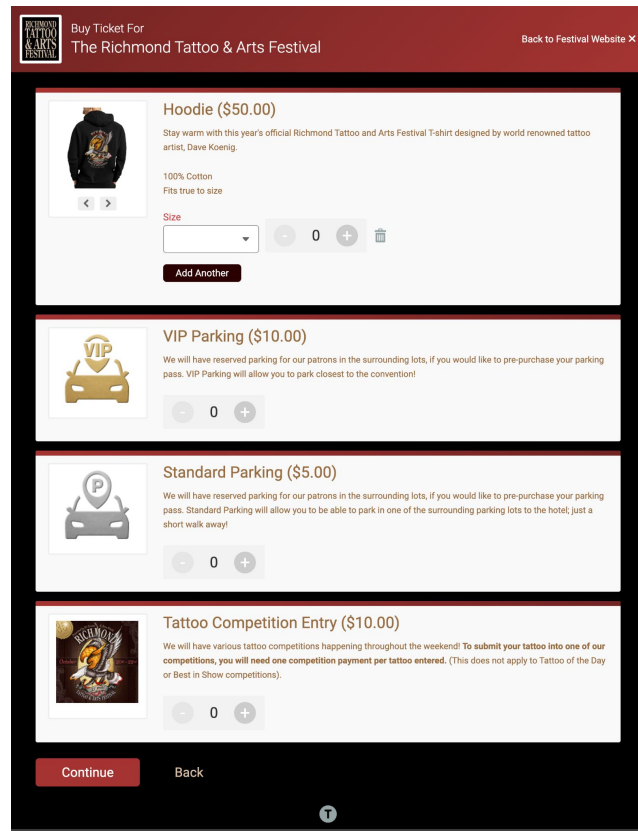 RICHMOND
TATTOO
& ARTS
FESTIVAL
Buy Ticket For
The Richmond Tattoo & Arts Festival
Back to Festival Website ×
Hoodie ($50.00)
Stay warm with this year's official Richmond Tattoo and Arts Festival T-shirt designed by world renowned tattoo
artist, Dave Koenig.
100% Cotton
Fits true to size
< >
Size
- 0 +
Add Another
VIP
VIP Parking ($10.00)
We will have reserved parking for our patrons in the surrounding lots, if you would like to pre-purchase your parking
pass. VIP Parking will allow you to park closest to the convention!
- 0 +
P
Standard Parking ($5.00)
We will have reserved parking for our patrons in the surrounding lots, if you would like to pre-purchase your parking
pass. Standard Parking will allow you to be able to park in one of the surrounding parking lots to the hotel; just a
short walk away!
- 0 +
RICHMOND
October
Tattoo Competition Entry ($10.00)
We will have various tattoo competitions happening throughout the weekend! To submit your tattoo into one of our
competitions, you will need one competition payment per tattoo entered. (This does not apply to Tattoo of the Day
or Best in Show competitions).
- 0 +
Continue
Back
T